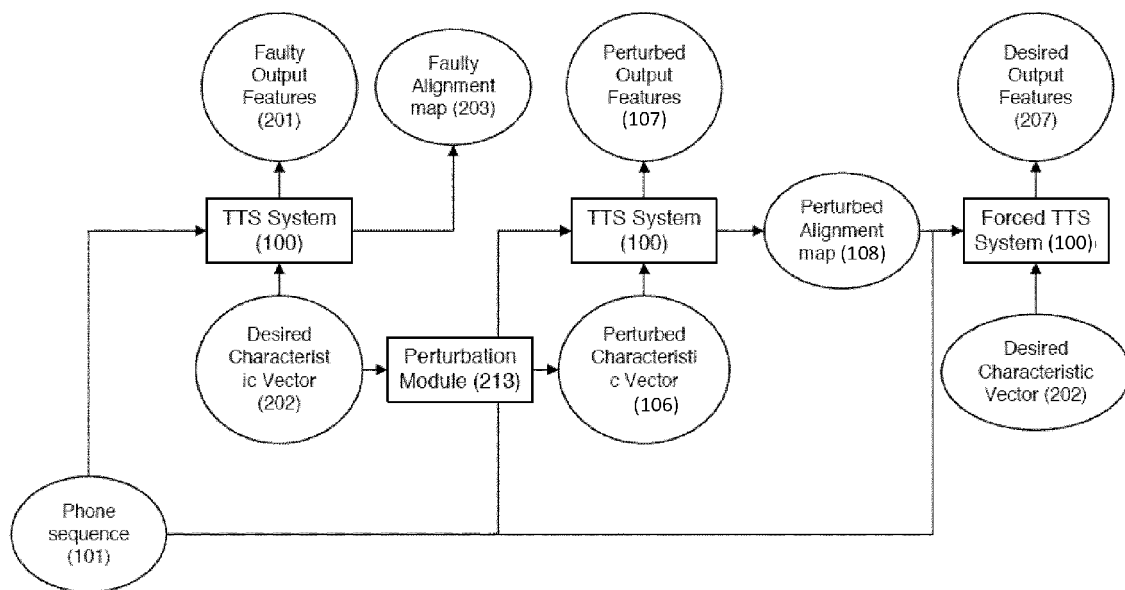 Faulty
Output
Features
(201)
Faulty
Alignment
map (203)
Perturbed
Output
Features
(107)
Desired
Output
Features
(207)
TTS System
(100)
TTS System
(100)
Perturbed
Alignment
map (108)
Forced TTS
System (100)
Desired
Characterist
ic Vector
(202)
Perturbation
Module (213)
Perturbed
Characteristi
c Vector
(106)
Desired
Characteristic
Vector (202)
Phone
sequence
(101)